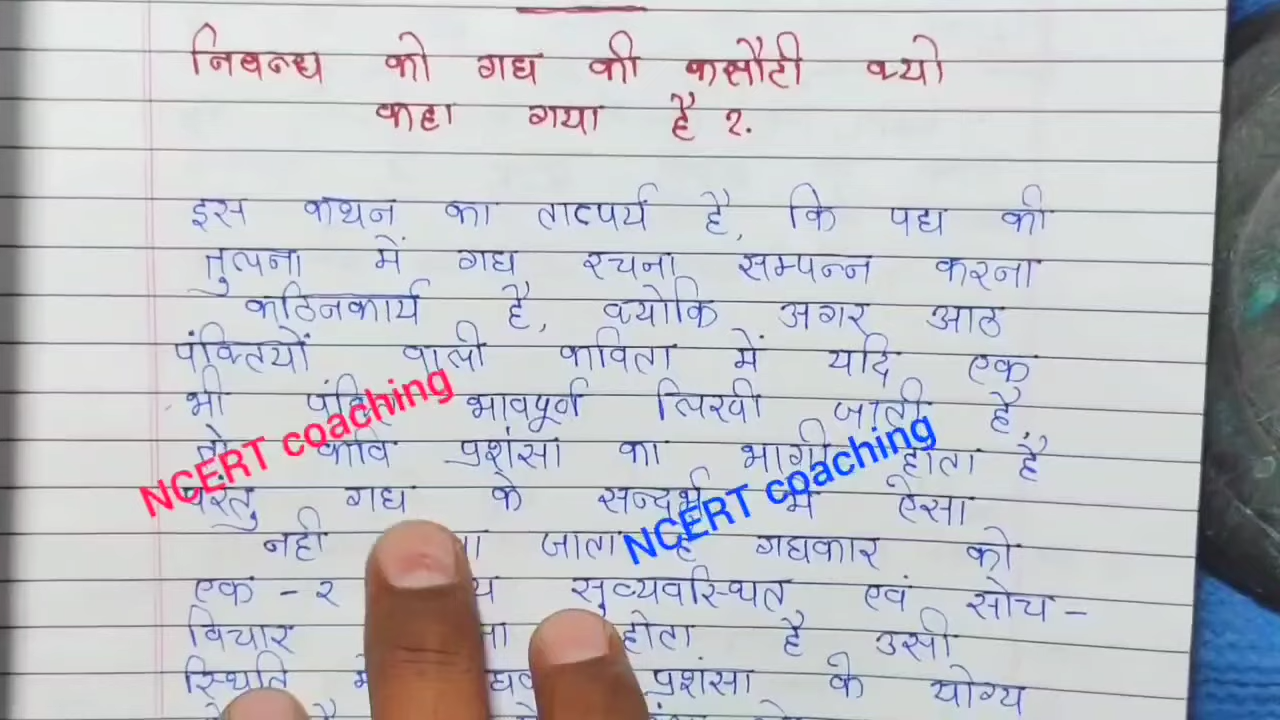 निबन्ध को गद्य की कसौटी क्यो
कहा गया है ?.
इस कथन का तात्पर्य है, कि पद्य की
तुलना में गद्य रचना सम्पन्न करना
कठिनकार्य है, क्योकि अगर आठ
पंक्तियों वाली कविता में यदि एक
भी पंक्ति भावपूर्ण लिखी जाती है,
तो कवि प्रशंसा का भागी होता है
परंतु गद्य के सन्दर्भ में ऐसा
नही जाता है गद्यकार को
एक - २ सुव्यवस्थित एवं सोच -
विचार होता है उसी
स्थिति प्रशंसा के योग्य
NCERT coaching
NCERT coaching